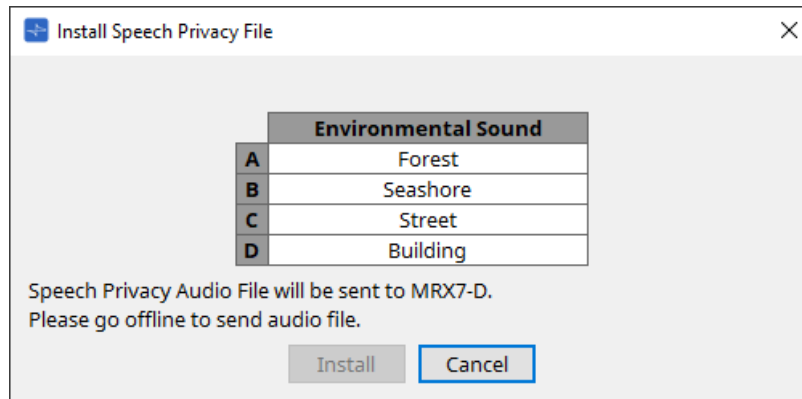 Install Speech Privacy File
Environmental Sound
A Forest
B Seashore
C Street
D Building
Speech Privacy Audio File will be sent to MRX7-D.
Please go offline to send audio file.
Install Cancel